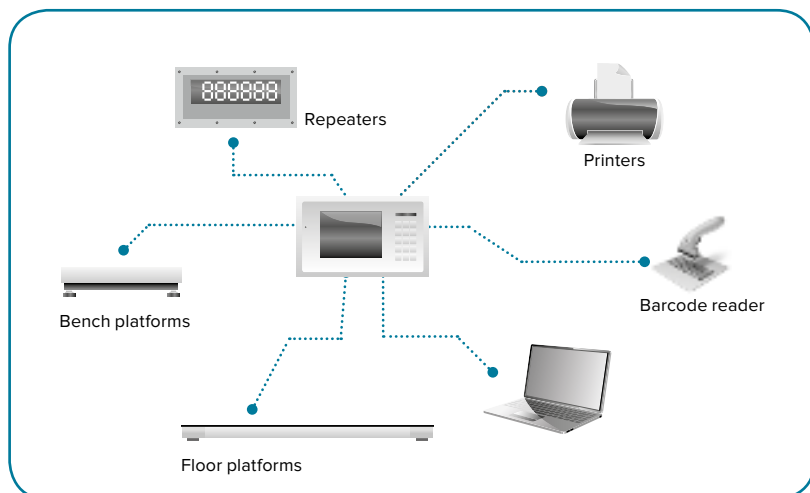 888888
Repeaters
Printers
Bench platforms
Barcode reader
Floor platforms